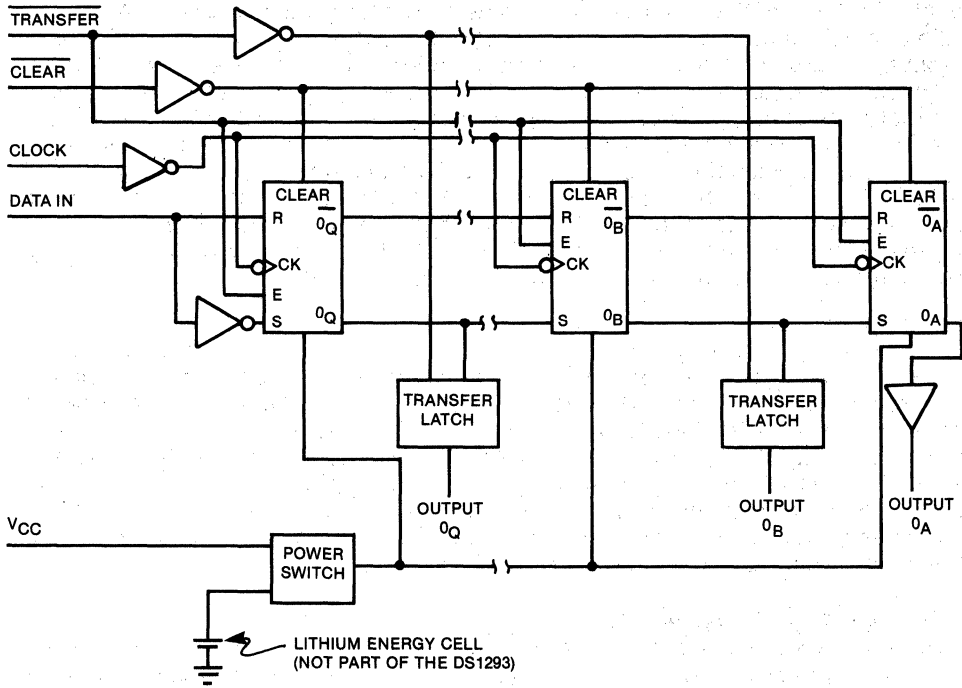 TRANSFER
CLEAR
CLOCK
DATA IN
CLEAR
R
0Q
CK
E
S
0Q
CLEAR
R
0B
E
CK
S
0B
CLEAR
R
0A
E
CK
S
0A
TRANSFER
LATCH
TRANSFER
LATCH
OUTPUT
0Q
OUTPUT
0B
OUTPUT
0A
VCC
POWER
SWITCH
LITHIUM ENERGY CELL
(NOT PART OF THE DS1293)